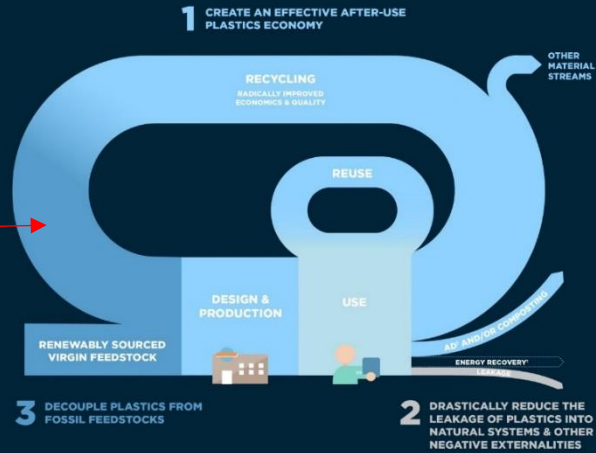 1 CREATE AN EFFECTIVE AFTER-USE
PLASTICS ECONOMY
OTHER
MATERIAL
STREAMS
RECYCLING
RADICALLY IMPROVED
ECONOMICS & QUALITY
REUSE
DESIGN &
PRODUCTION
USE
RENEWABLY SOURCED
VIRGIN FEEDSTOCK
AD¹ AND/OR COMPOSTING
ENERGY RECOVERY¹
LEAKAGE
3 DECOUPLE PLASTICS FROM
FOSSIL FEEDSTOCKS
2 DRASTICALLY REDUCE THE
LEAKAGE OF PLASTICS INTO
NATURAL SYSTEMS & OTHER
NEGATIVE EXTERNALITIES